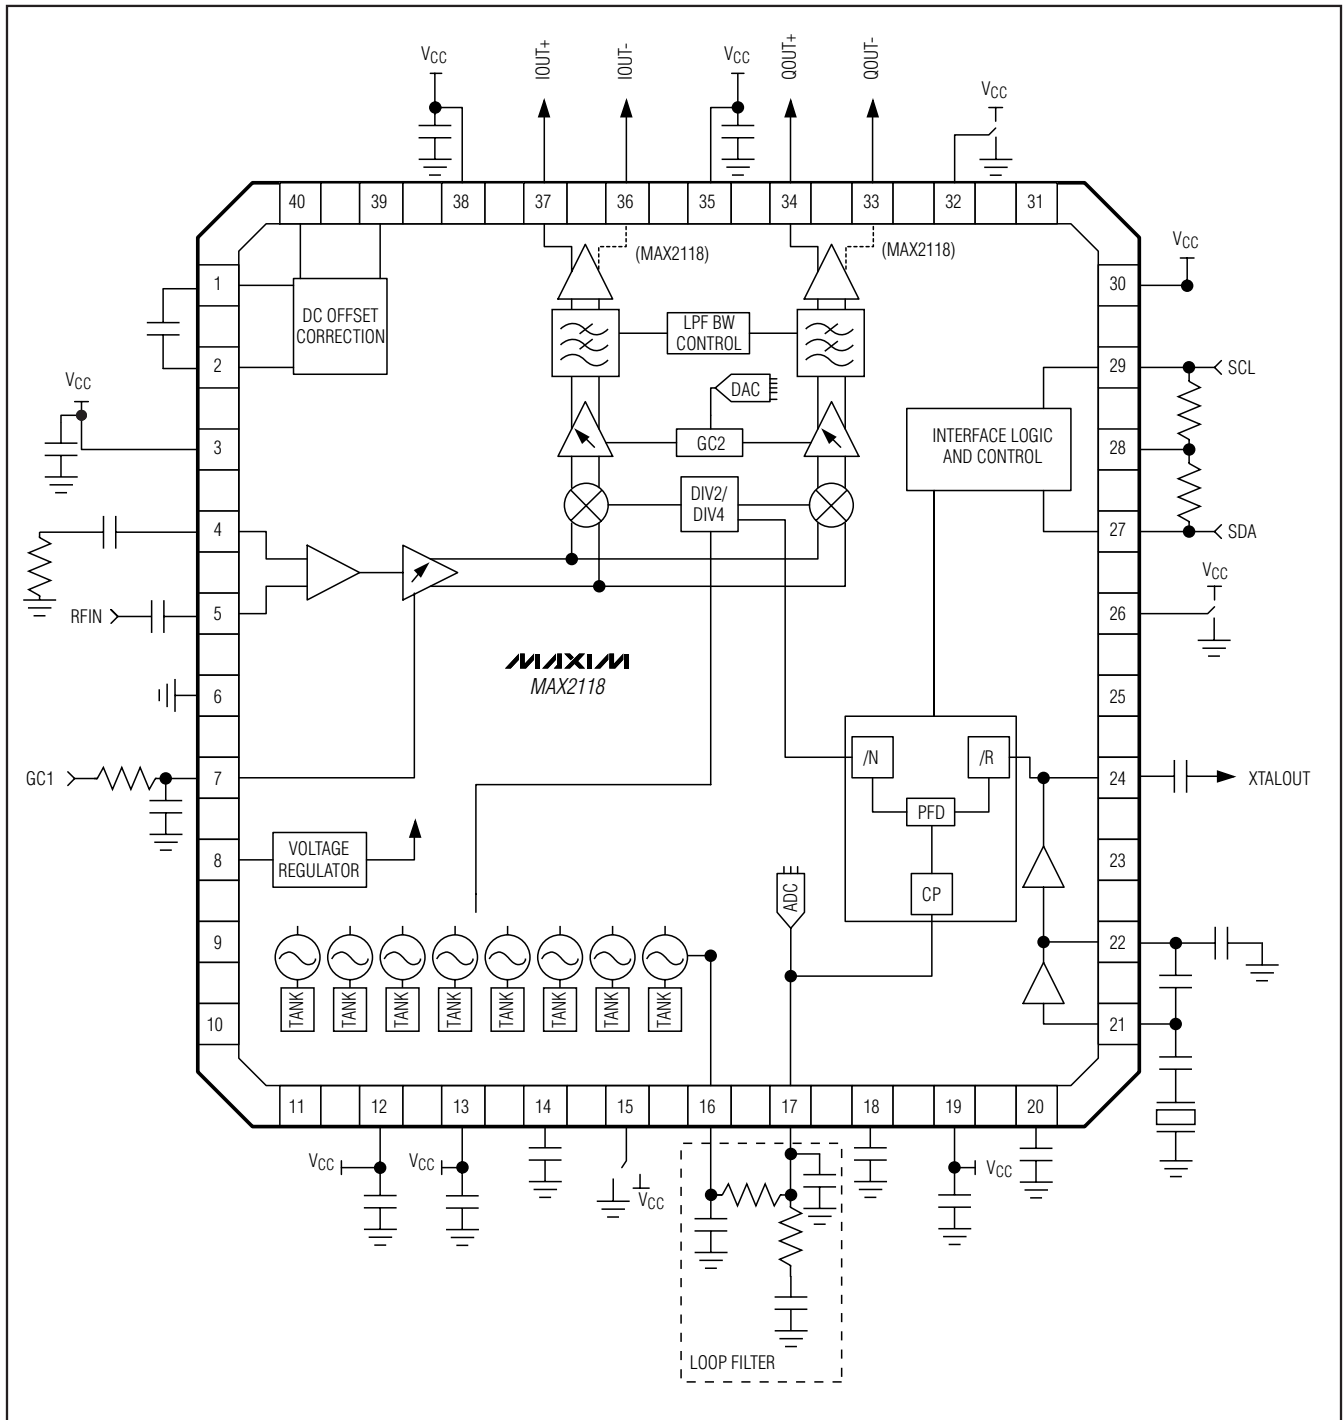 VCC
IOUT+
IOUT-
VCC
QOUT+
QOUT-
VCC
40
39
38
37
36
35
34
33
32
31
(MAX2118)
(MAX2118)
VCC
1
DC OFFSET
CORRECTION
LPF BW
CONTROL
30
2
29
SCL
VCC
DAC
3
GC2
INTERFACE LOGIC
AND CONTROL
28
4
DIV2/
DIV4
27
SDA
VCC
RFIN
5
26
MAXIM
MAX2118
6
25
GC1
7
/N
/R
24
XTALOUT
PFD
8
VOLTAGE
REGULATOR
23
ADC
CP
9
22
TANK
TANK
TANK
TANK
TANK
TANK
TANK
TANK
10
21
11
12
13
14
15
16
17
18
19
20
VCC
VCC
VCC
VCC
LOOP FILTER